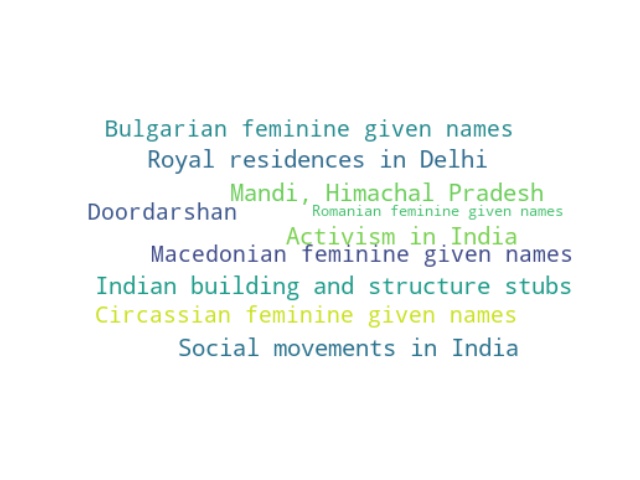 Bulgarian feminine given names
Royal residences in Delhi
Mandi, Himachal Pradesh
Doordarshan
Romanian feminine given names
Activism in India
Macedonian feminine given names
Indian building and structure stubs
Circassian feminine given names
Social movements in India